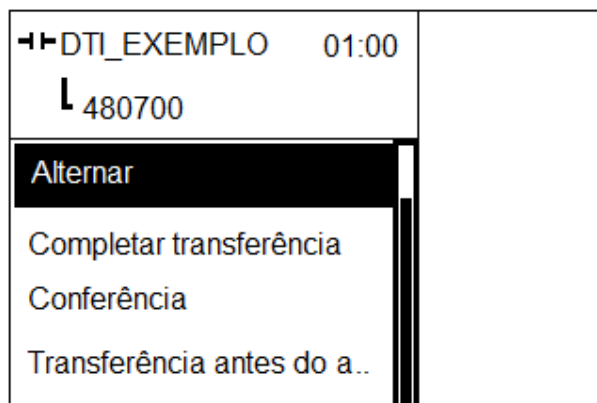 DTI_EXEMPLO 01:00
480700
Alternar
Completar transferência
Conferência
Transferência antes do a..